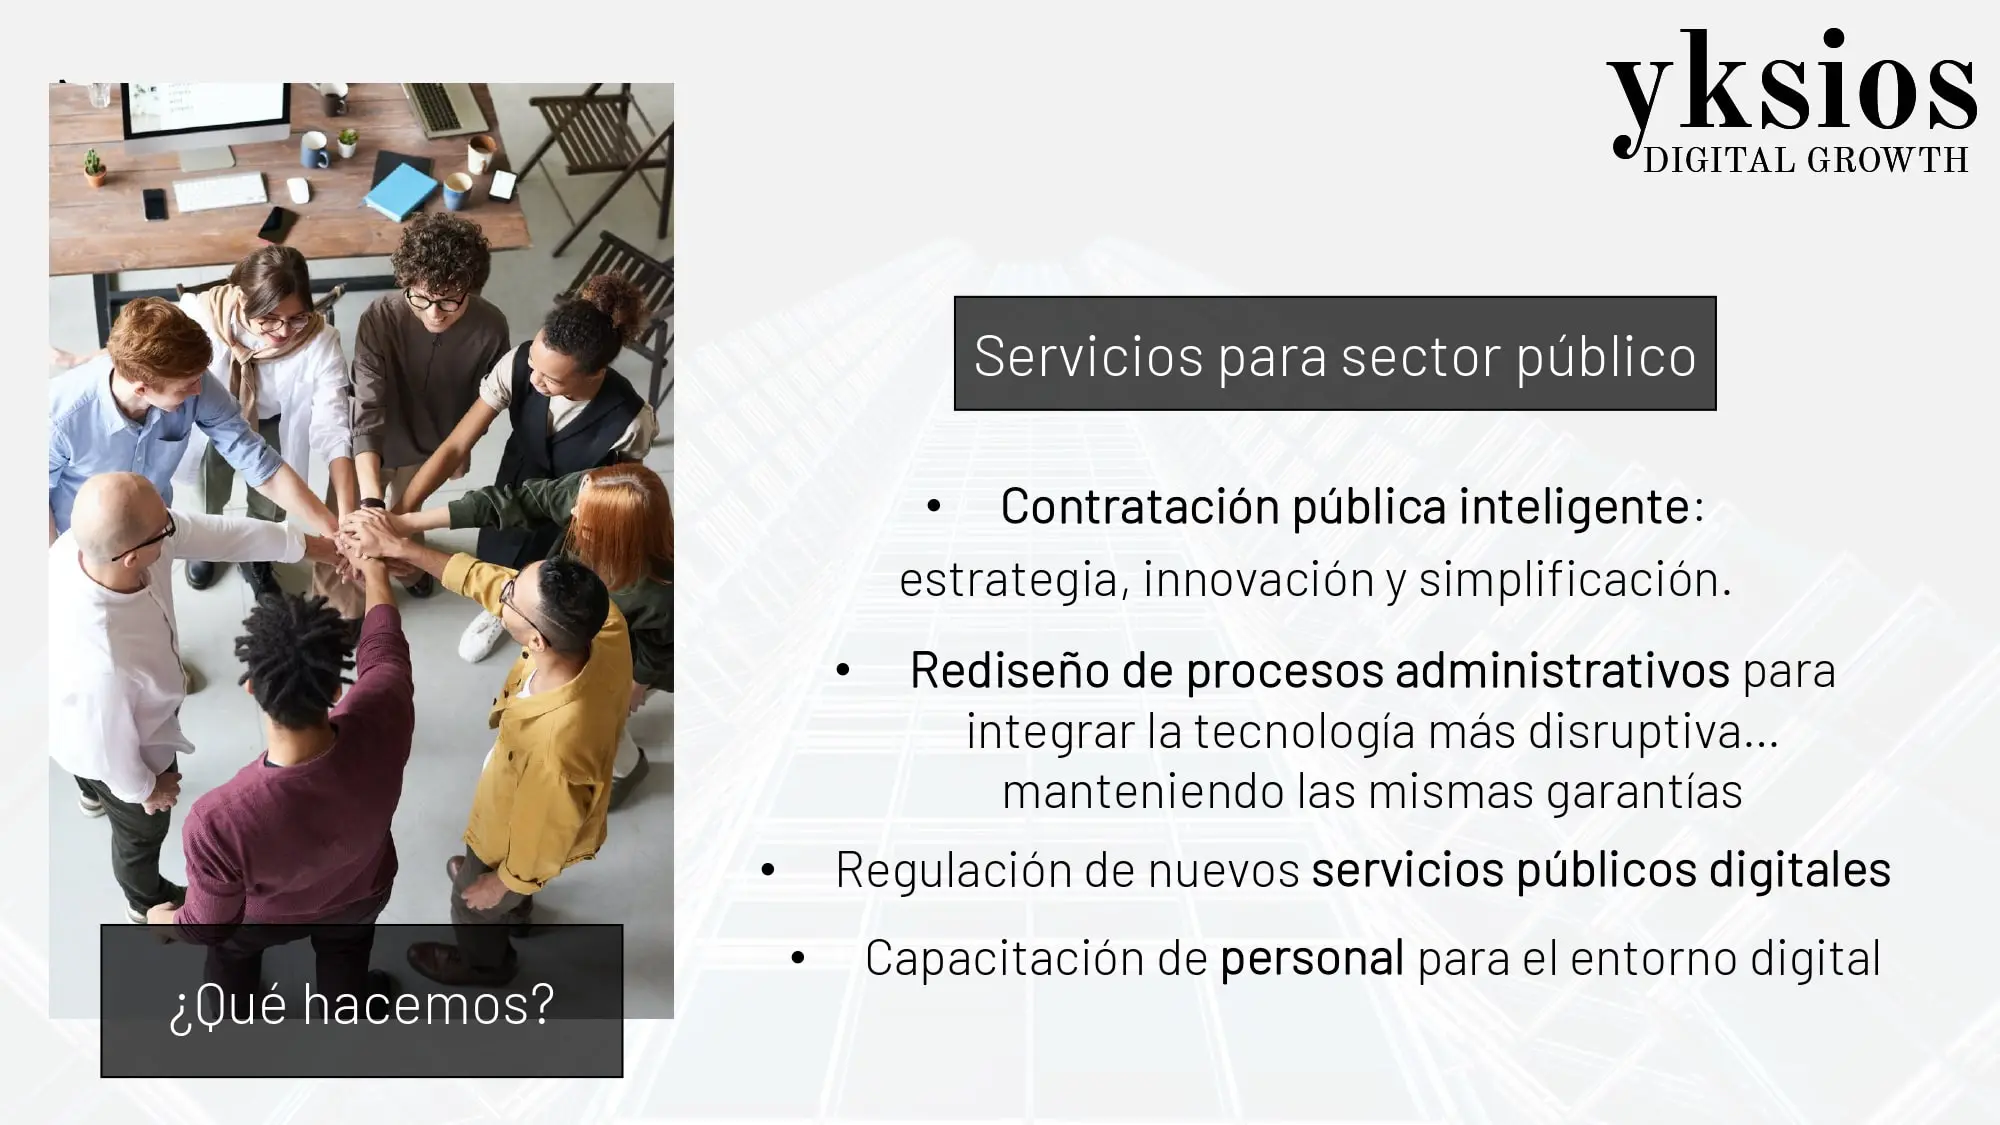 yksios
DIGITAL GROWTH
Servicios para sector público
• Contratación pública inteligente:
estrategia, innovación y simplificación.
• Rediseño de procesos administrativos para
integrar la tecnología más disruptiva...
manteniendo las mismas garantías
• Regulación de nuevos servicios públicos digitales
• Capacitación de personal para el entorno digital
¿Qué hacemos?